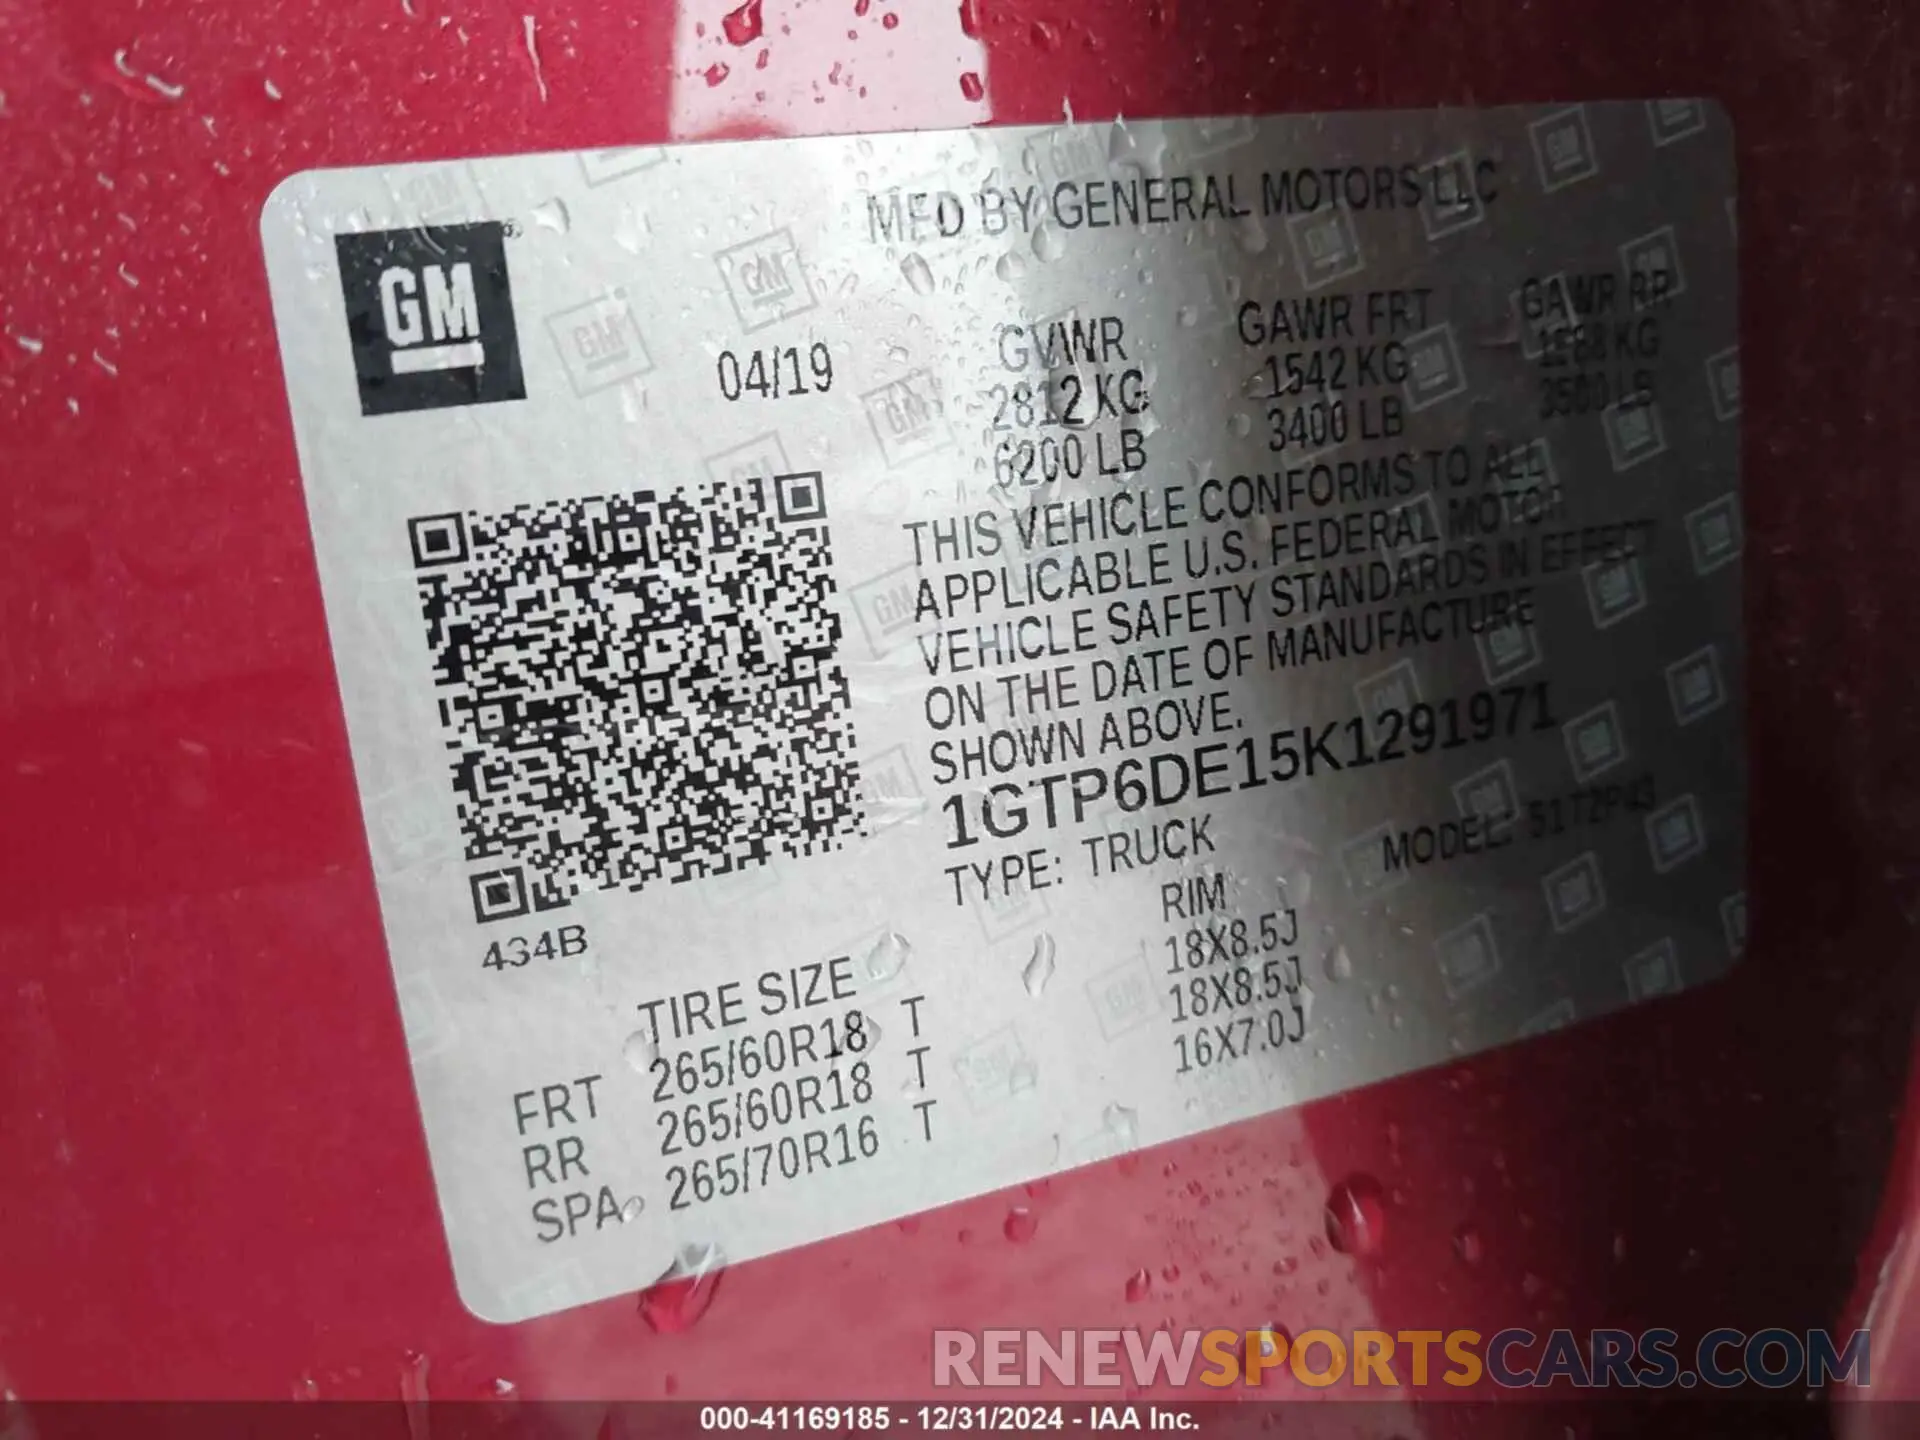 MFD BY GENERAL MOTORS LLC
GM
04/19
GVWR GAWR FRT GAWR RR
2812 KG 1542 KG KG
6200 LB 3400 LB LB
THIS VEHICLE CONFORMS TO ALL
APPLICABLE U.S. FEDERAL MOTOR
VEHICLE SAFETY STANDARDS IN EFFECT
ON THE DATE OF MANUFACTURE
SHOWN ABOVE.
1GTP6DE15K1291971
TYPE: TRUCK MODEL:
434B
TIRE SIZE RIM
FRT 265/60R18 T 18X8.5J
RR 265/60R18 T 18X8.5J
SPA 265/70R16 T 16X7.0J
RENEWSPORTSCARS.COM
000-41169185 - 12/31/2024 - IAA Inc.